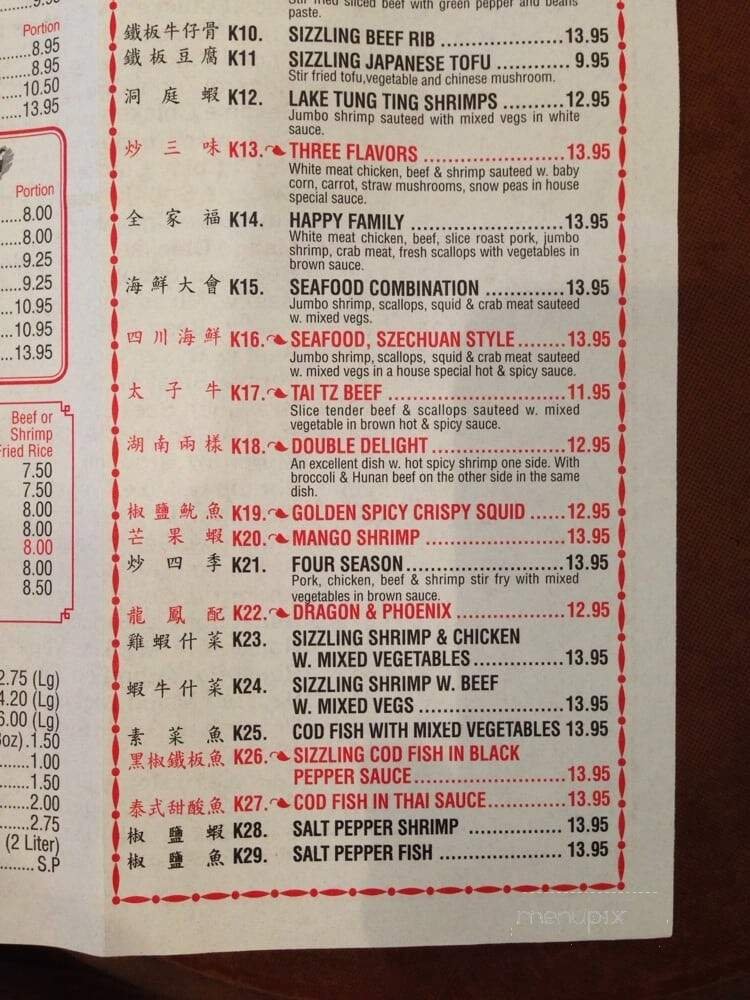 Portion
8.95
8.95
10.50
13.95
Portion
8.00
8.00
9.25
9.25
10.95
10.95
13.95
Beef or
Shrimp
Fried Rice
7.50
7.50
8.00
8.00
8.00
8.00
8.50
2.75 (Lg)
4.20 (Lg)
6.00 (Lg)
1.50
1.00
1.50
2.00
2.75
(2 Liter)
S.P
Stir fried sliced beef with green pepper and beans
paste.
鐵板牛仔骨 K10. SIZZLING BEEF RIB 13.95
鐵板豆腐 K11 SIZZLING JAPANESE TOFU 9.95
Stir fried tofu,vegetable and chinese mushroom.
洞庭蝦 K12. LAKE TUNG TING SHRIMPS 12.95
Jumbo shrimp sauteed with mixed vegs in white
sauce.
炒三味 K13. THREE FLAVORS 13.95
White meat chicken, beef & shrimp sauteed w. baby
corn, carrot, straw mushrooms, snow peas in house
special sauce.
全家福 K14. HAPPY FAMILY 13.95
White meat chicken, beef, slice roast pork, jumbo
shrimp, crab meat, fresh scallops with vegetables in
brown sauce.
海鮮大會 K15. SEAFOOD COMBINATION 13.95
Jumbo shrimp, scallops, squid & crab meat sauteed
w. mixed vegs.
四川海鮮 K16. SEAFOOD, SZECHUAN STYLE 13.95
Jumbo shrimp, scallops, squid & crab meat sauteed
w. mixed vegs in a house special hot & spicy sauce.
太子牛 K17. TAI TZ BEEF 11.95
Slice tender beef & scallops sauteed w. mixed
vegetable in brown hot & spicy sauce.
湖南兩樣 K18. DOUBLE DELIGHT 12.95
An excellent dish w. hot spicy shrimp one side. With
broccoli & Hunan beef on the other side in the same
dish.
椒鹽魷魚 K19. GOLDEN SPICY CRISPY SQUID 12.95
芒果蝦 K20. MANGO SHRIMP 13.95
炒四季 K21. FOUR SEASON 13.95
Pork, chicken, beef & shrimp stir fry with mixed
vegetables in brown sauce.
龍鳳配 K22. DRAGON & PHOENIX 12.95
雞蝦什菜 K23. SIZZLING SHRIMP & CHICKEN
W. MIXED VEGETABLES 13.95
蝦牛什菜 K24. SIZZLING SHRIMP W. BEEF
W. MIXED VEGS 13.95
素菜魚 K25. COD FISH WITH MIXED VEGETABLES 13.95
黑椒鐵板魚 K26. SIZZLING COD FISH IN BLACK
PEPPER SAUCE 13.95
泰式甜酸魚 K27. COD FISH IN THAI SAUCE 13.95
椒鹽蝦 K28. SALT PEPPER SHRIMP 13.95
椒鹽魚 K29. SALT PEPPER FISH 13.95
menupix